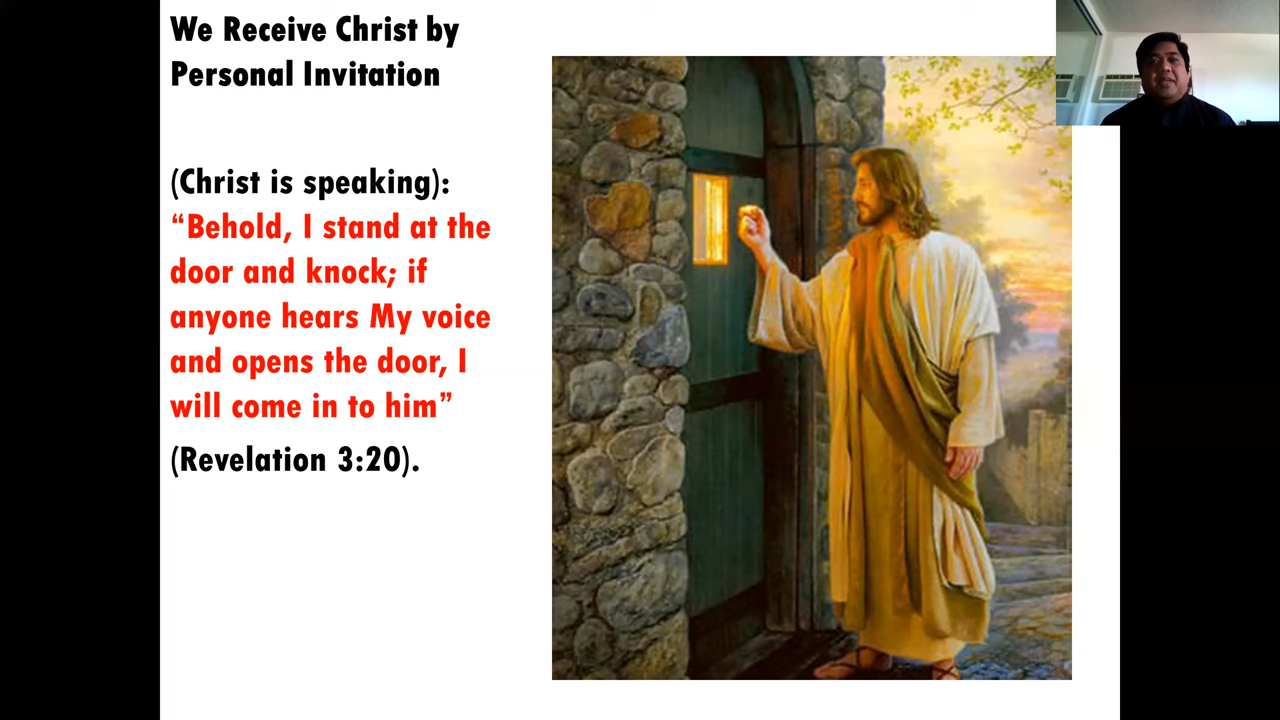 We Receive Christ by
Personal Invitation
(Christ is speaking):
“Behold, I stand at the
door and knock; if
anyone hears My voice
and opens the door, I
will come in to him”
(Revelation 3:20).